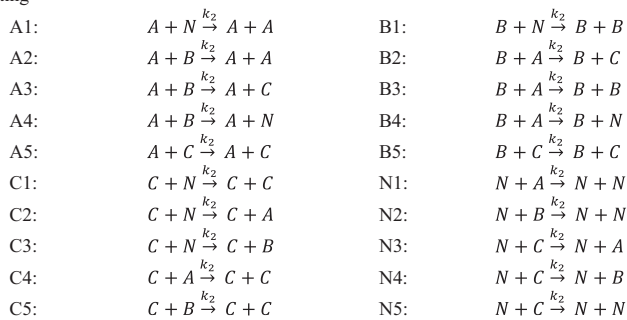 A1: A + N k2→ A + A B1: B + N k2→ B + B
A2: A + B k2→ A + A B2: B + A k2→ B + C
A3: A + B k2→ A + C B3: B + A k2→ B + B
A4: A + B k2→ A + N B4: B + A k2→ B + N
A5: A + C k2→ A + C B5: B + C k2→ B + C
C1: C + N k2→ C + C N1: N + A k2→ N + N
C2: C + N k2→ C + A N2: N + B k2→ N + N
C3: C + N k2→ C + B N3: N + C k2→ N + A
C4: C + A k2→ C + C N4: N + C k2→ N + B
C5: C + B k2→ C + C N5: N + C k2→ N + N